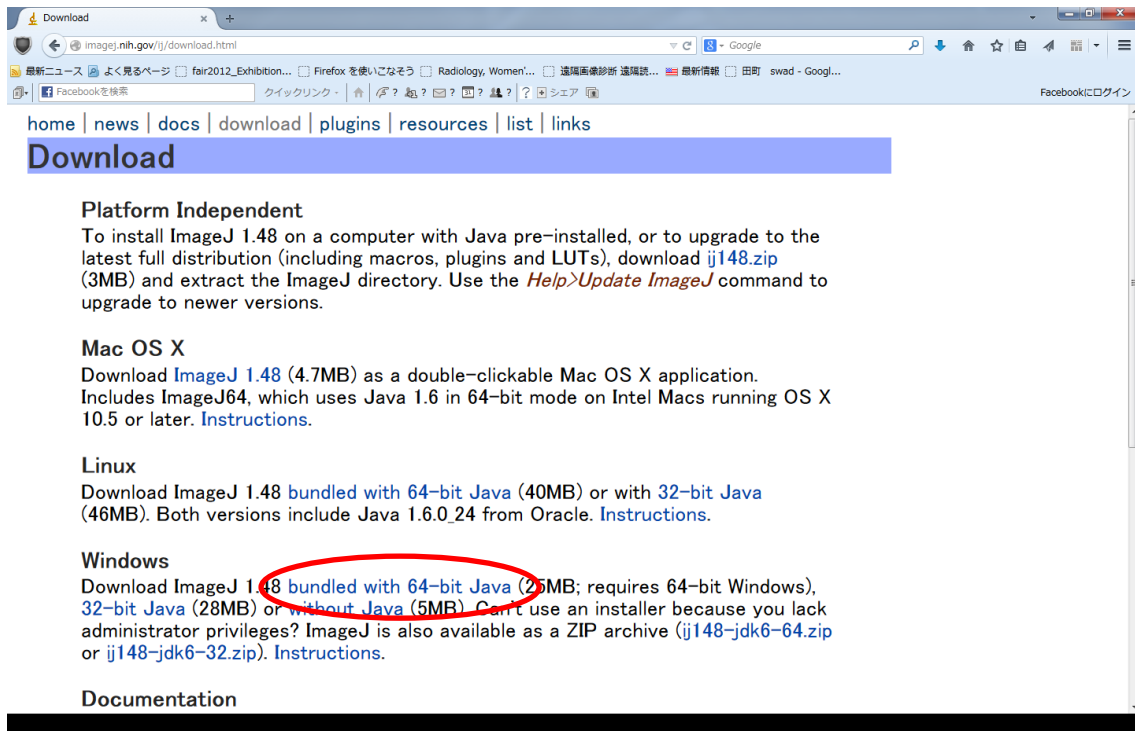 Download
imagej.nih.gov/ij/download.html
Google
最新ニュース よく見るページ fair2012_Exhibition... Firefox を使いこなそう Radiology, Women'... 遠隔画像診断 遠隔読... 最新情報 田町 swad - Googl...
Facebookを検索 クイックリンク ? ? ? ? ? ? シェア Facebookにログイン
home | news | docs | download | plugins | resources | list | links
Download
Platform Independent
To install ImageJ 1.48 on a computer with Java pre-installed, or to upgrade to the
latest full distribution (including macros, plugins and LUTs), download ij148.zip
(3MB) and extract the ImageJ directory. Use the Help>Update ImageJ command to
upgrade to newer versions.
Mac OS X
Download ImageJ 1.48 (4.7MB) as a double-clickable Mac OS X application.
Includes ImageJ64, which uses Java 1.6 in 64-bit mode on Intel Macs running OS X
10.5 or later. Instructions.
Linux
Download ImageJ 1.48 bundled with 64-bit Java (40MB) or with 32-bit Java
(46MB). Both versions include Java 1.6.0_24 from Oracle. Instructions.
Windows
Download ImageJ 1.48 bundled with 64-bit Java (25MB; requires 64-bit Windows),
32-bit Java (28MB) or without Java (5MB). Can't use an installer because you lack
administrator privileges? ImageJ is also available as a ZIP archive (ij148-jdk6-64.zip
or ij148-jdk6-32.zip). Instructions.
Documentation